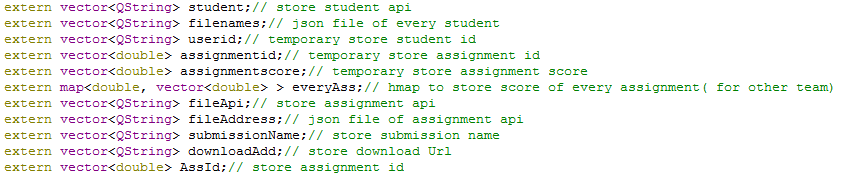 extern vector<QString> student;// store student api
extern vector<QString> filenames;// json file of every student
extern vector<QString> userid;// temporary store student id
extern vector<double> assignmentid;// temporary store assignment id
extern vector<double> assignmentscore;// temporary store assignment score
extern map<double, vector<double> > everyAss;// hmap to store score of every assignment( for other team)
extern vector<QString> fileApi;// store assignment api
extern vector<QString> fileAddress;// json file of assignment api
extern vector<QString> submissionName;// store submission name
extern vector<QString> downloadAdd;// store download Url
extern vector<double> AssId;// store assignment id